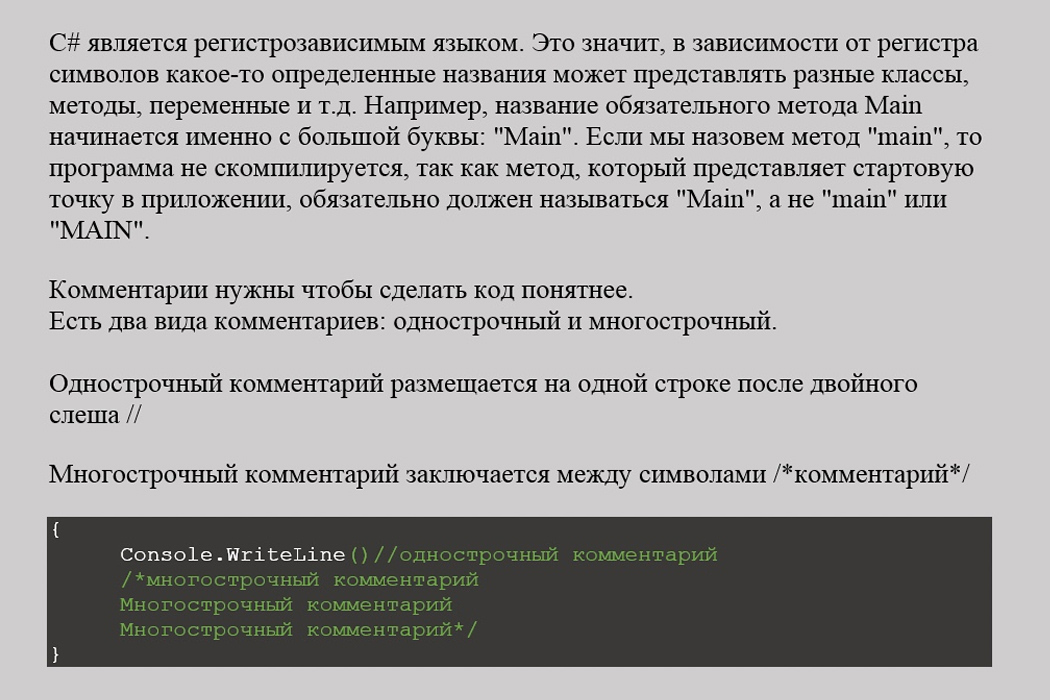 C# является регистрозависимым языком. Это значит, в зависимости от регистра
символов какое-то определенные названия может представлять разные классы,
методы, переменные и т.д. Например, название обязательного метода Main
начинается именно с большой буквы: "Main". Если мы назовем метод "main", то
программа не скомпилируется, так как метод, который представляет стартовую
точку в приложении, обязательно должен называться "Main", а не "main" или
"MAIN".
Комментарии нужны чтобы сделать код понятнее.
Есть два вида комментариев: однострочный и многострочный.
Однострочный комментарий размещается на одной строке после двойного
слеша //
Многострочный комментарий заключается между символами /*комментарий*/
{
Console.WriteLine()//однострочный комментарий
/*многострочный комментарий
Многострочный комментарий
Многострочный комментарий*/
}